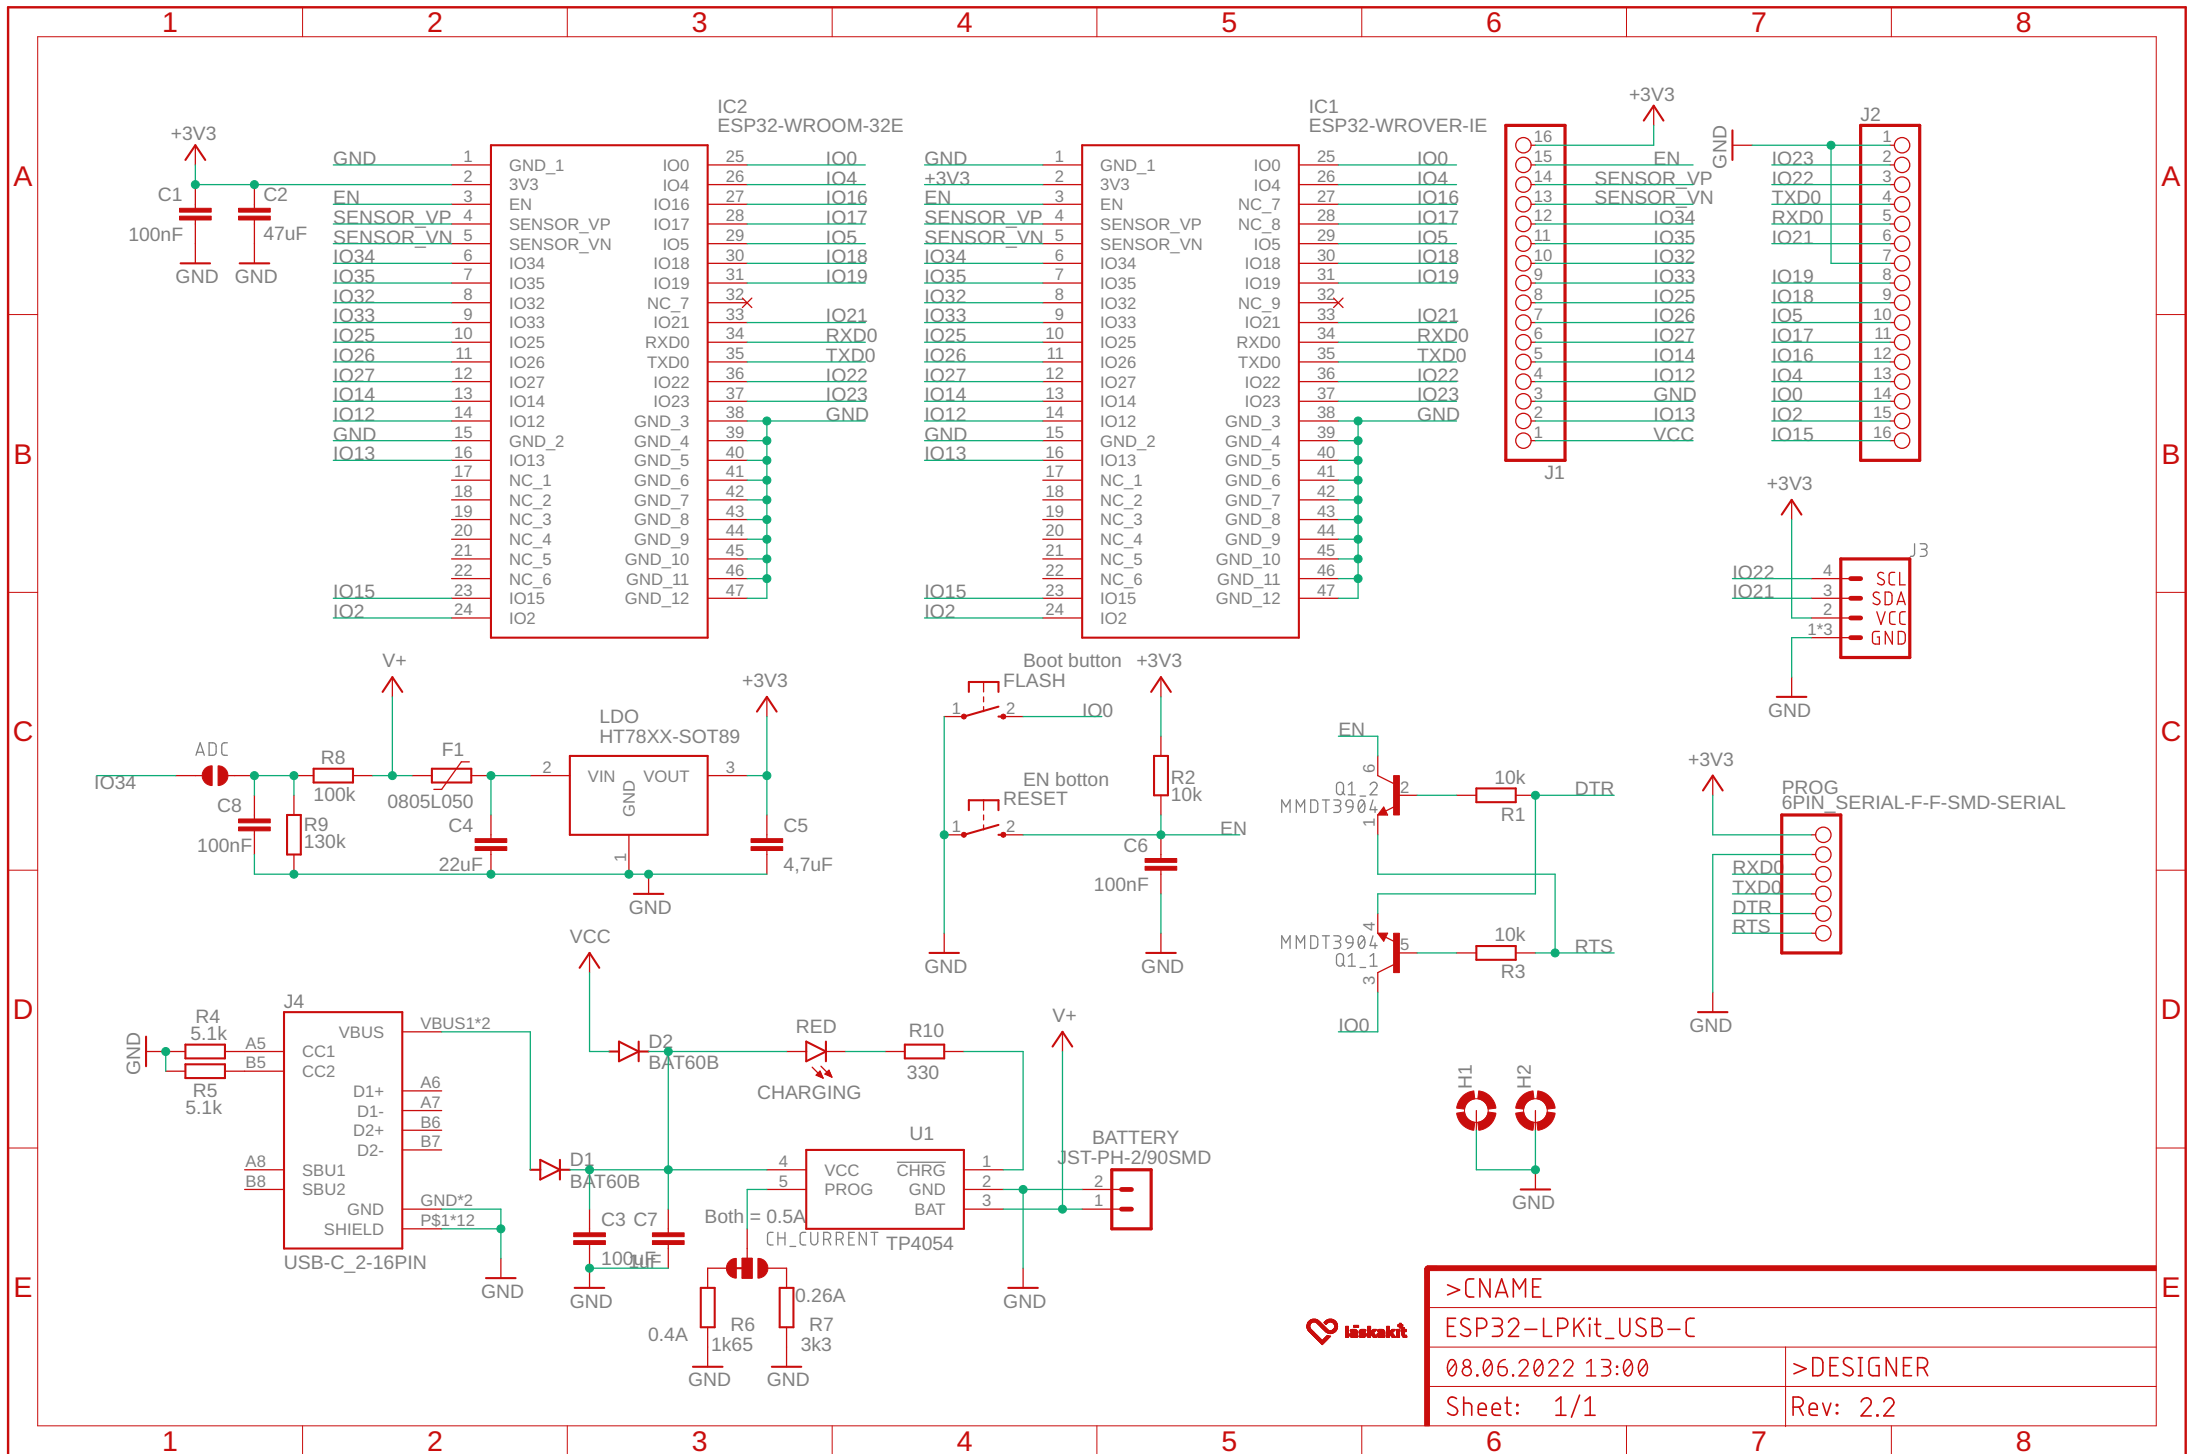 1 2 3 4 5 6 7 8
A A
B B
C C
D D
E E
+3V3
C1
100nF
C2
47uF
GND GND
IC2
ESP32-WROOM-32E
GND 1 GND_1
2 3V3
EN 3 EN
SENSOR_VP 4 SENSOR_VP
SENSOR_VN 5 SENSOR_VN
IO34 6 IO34
IO35 7 IO35
IO32 8 IO32
IO33 9 IO33
IO25 10 IO25
IO26 11 IO26
IO27 12 IO27
IO14 13 IO14
IO12 14 IO12
GND 15 GND_2
IO13 16 IO13
17 NC_1
18 NC_2
19 NC_3
20 NC_4
21 NC_5
22 NC_6
IO15 23 IO15
IO2 24 IO2
IO0 25 IO0
IO4 26 IO4
IO16 27 IO16
IO17 28 IO17
IO5 29 IO5
IO18 30 IO18
IO19 31 IO19
NC_7 32
IO21 33 IO21
RXD0 34 RXD0
TXD0 35 TXD0
IO22 36 IO22
IO23 37 IO23
GND_3 38 GND
GND_4 39
GND_5 40
GND_6 41
GND_7 42
GND_8 43
GND_9 44
GND_10 45
GND_11 46
GND_12 47
IC1
ESP32-WROVER-IE
GND 1 GND_1
+3V3 2 3V3
EN 3 EN
SENSOR_VP 4 SENSOR_VP
SENSOR_VN 5 SENSOR_VN
IO34 6 IO34
IO35 7 IO35
IO32 8 IO32
IO33 9 IO33
IO25 10 IO25
IO26 11 IO26
IO27 12 IO27
IO14 13 IO14
IO12 14 IO12
GND 15 GND_2
IO13 16 IO13
17 NC_1
18 NC_2
19 NC_3
20 NC_4
21 NC_5
22 NC_6
IO15 23 IO15
IO2 24 IO2
IO0 25 IO0
IO4 26 IO4
NC_7 27 IO16
NC_8 28 IO17
IO5 29 IO5
IO18 30 IO18
IO19 31 IO19
NC_9 32
IO21 33 IO21
RXD0 34 RXD0
TXD0 35 TXD0
IO22 36 IO22
IO23 37 IO23
GND_3 38 GND
GND_4 39
GND_5 40
GND_6 41
GND_7 42
GND_8 43
GND_9 44
GND_10 45
GND_11 46
GND_12 47
+3V3
16
15 EN
14 SENSOR_VP
13 SENSOR_VN
12 IO34
11 IO35
10 IO32
9 IO33
8 IO25
7 IO26
6 IO27
5 IO14
4 IO12
3 GND
2 IO13
1 VCC
J1
J2
GND 1
IO23 2
IO22 3
TXD0 4
RXD0 5
IO21 6
7
IO19 8
IO18 9
IO5 10
IO17 11
IO16 12
IO4 13
IO0 14
IO2 15
IO15 16
+3V3
J3
IO22 4 SCL
IO21 3 SDA
2 VCC
1*3 GND
GND
V+
+3V3
LDO
HT78XX-SOT89
ADC
IO34
R8
100k
F1
0805L050
2 VIN VOUT 3
GND
1
C8
100nF
R9
130k
C4
22uF
C5
4,7uF
GND
Boot button
FLASH
1 2 IO0
+3V3
R2
10k
EN botton
RESET
1 2 EN
C6
100nF
GND GND
EN
6
Q1_2
MMDT3904
2
1
10k
R1
DTR
4
MMDT3904
Q1_1
5
3
10k
R3
RTS
IO0
+3V3
PROG
6PIN_SERIAL-F-F-SMD-SERIAL
RXD0
TXD0
DTR
RTS
GND
VCC
J4
R4
5.1k
GND
R5
5.1k
VBUS VBUS1*2
A5 CC1
B5 CC2
D1+ A6
D1- A7
D2+ B6
D2- B7
A8 SBU1
B8 SBU2
GND GND*2
SHIELD P$1*12
USB-C_2-16PIN
GND
D2
BAT60B
RED
CHARGING
R10
330
V+
D1
BAT60B
U1
4 VCC CHRG 1
5 PROG GND 2
BAT 3
TP4054
BATTERY
JST-PH-2/90SMD
2
1
C3
100uF
C7
1uF
GND
Both = 0.5A
CH_CURRENT
0.4A
R6
1k65
0.26A
R7
3k3
GND GND
GND
H1 H2
GND
láskakit
>CNAME
ESP32-LPKit_USB-C
08.06.2022 13:00 >DESIGNER
Sheet: 1/1 Rev: 2.2
1 2 3 4 5 6 7 8